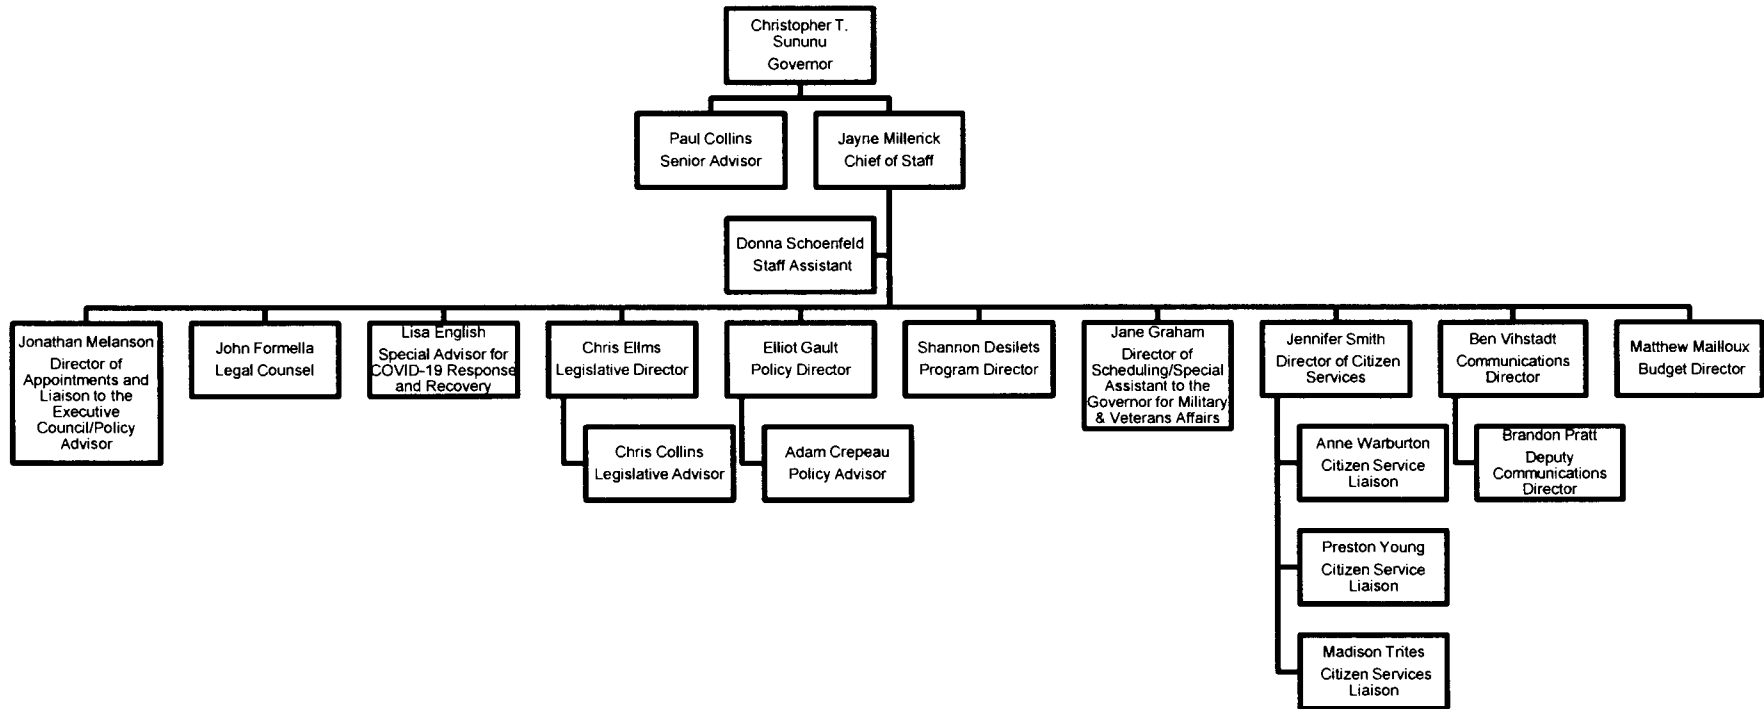 Christopher T.
Sununu
Governor
Paul Collins
Senior Advisor
Jayne Millerick
Chief of Staff
Donna Schoenfeld
Staff Assistant
Jonathan Melanson
Director of
Appointments and
Liaison to the
Executive
Council/Policy
Advisor
John Formella
Legal Counsel
Lisa English
Special Advisor for
COVID-19 Response
and Recovery
Chris Ellms
Legislative Director
Elliot Gault
Policy Director
Shannon Desilets
Program Director
Jane Graham
Director of
Scheduling/Special
Assistant to the
Governor for Military
& Veterans Affairs
Jennifer Smith
Director of Citizen
Services
Ben Vihstadt
Communications
Director
Matthew Mailloux
Budget Director
Chris Collins
Legislative Advisor
Adam Crepeau
Policy Advisor
Anne Warburton
Citizen Service
Liaison
Brandon Pratt
Deputy
Communications
Director
Preston Young
Citizen Service
Liaison
Madison Trites
Citizen Services
Liaison